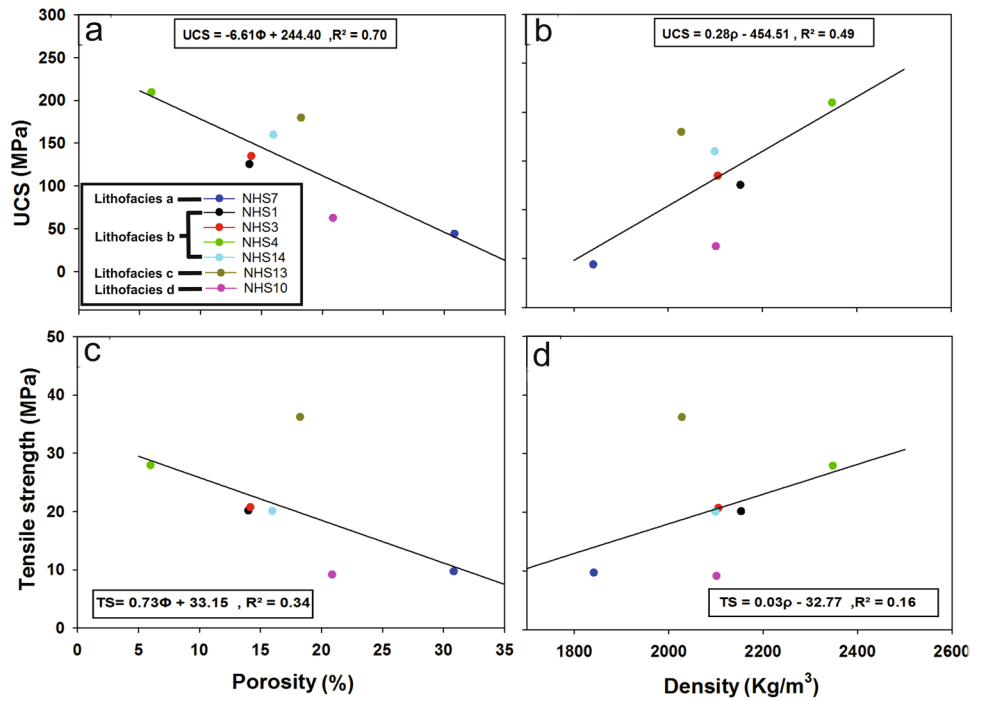 a
UCS = -6.61Φ + 244.40 ,R² = 0.70
b
UCS = 0.28ρ - 454.51 , R² = 0.49
300
250
200
150
100
50
0
UCS (MPa)
Lithofacies a
NHS7
NHS1
NHS3
Lithofacies b
NHS4
NHS14
Lithofacies c
NHS13
Lithofacies d
NHS10
c
d
50
40
30
20
10
0
Tensile strength (MPa)
TS= 0.73Φ + 33.15 , R² = 0.34
TS = 0.03ρ - 32.77 ,R² = 0.16
0 5 10 15 20 25 30 35
1800 2000 2200 2400 2600
Porosity (%)
Density (Kg/m³)